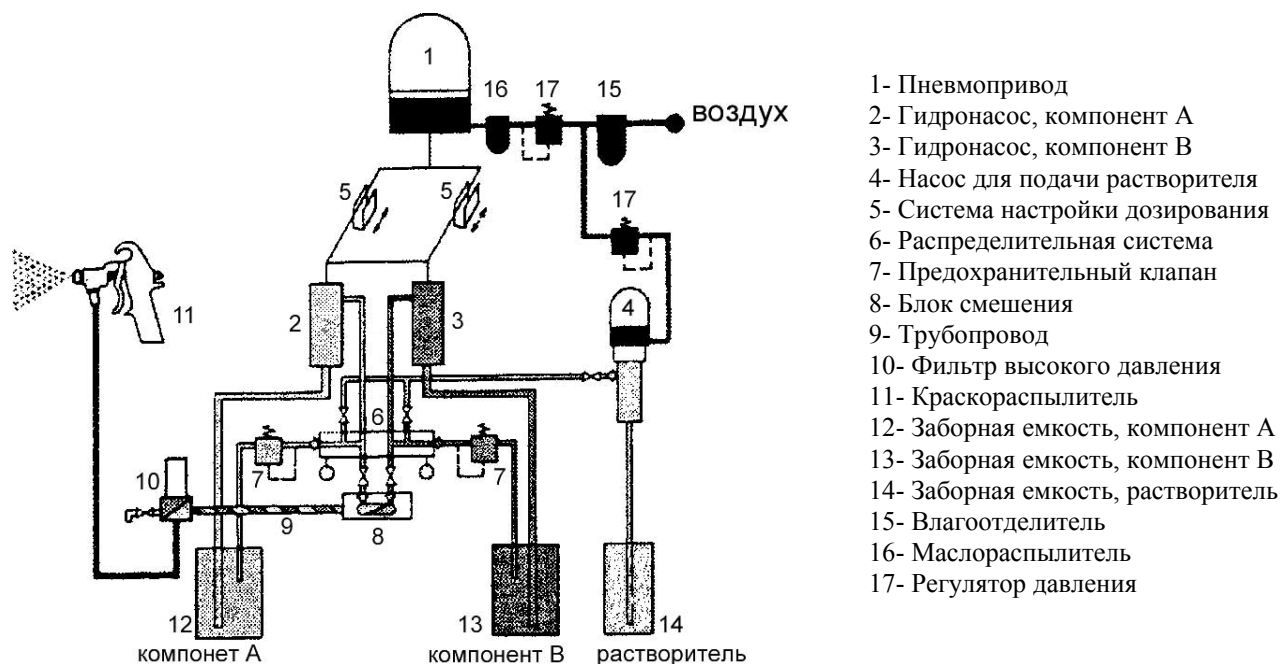 1
16
17
15
воздух
5
5
17
11
2
3
4
6
7
7
10
9
8
12
13
14
компонет А
компонент В
растворитель
1- Пневмопривод
2- Гидронасос, компонент А
3- Гидронасос, компонент В
4- Насос для подачи растворителя
5- Система настройки дозирования
6- Распределительная система
7- Предохранительный клапан
8- Блок смешения
9- Трубопровод
10- Фильтр высокого давления
11- Краскораспылитель
12- Заборная емкость, компонент А
13- Заборная емкость, компонент В
14- Заборная емкость, растворитель
15- Влагоотделитель
16- Маслораспылитель
17- Регулятор давления